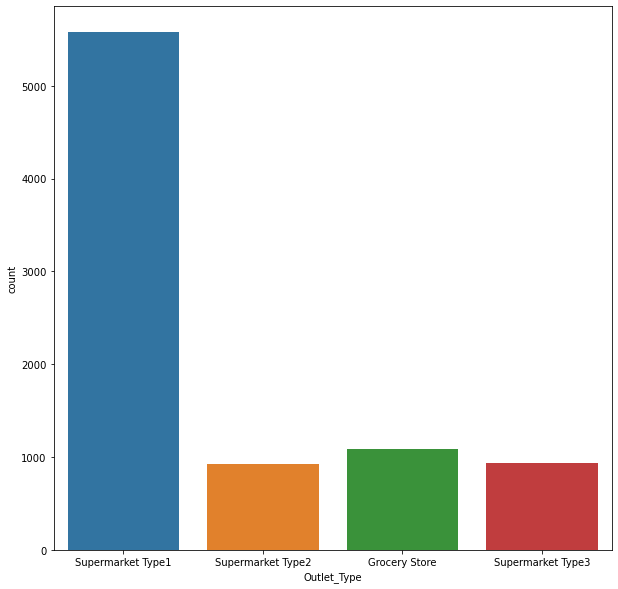 5000
4000
3000
2000
1000
0
count
Supermarket Type1 Supermarket Type2 Grocery Store Supermarket Type3
Outlet_Type